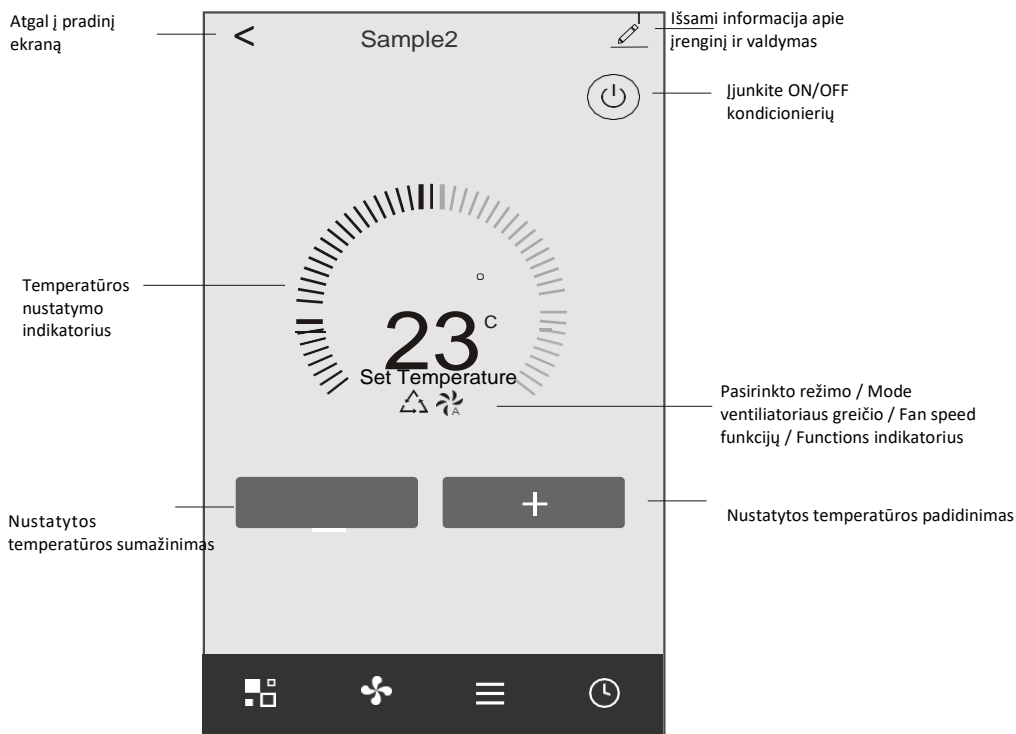 Atgal į pradinį
ekraną
<
Sample2
Išsami informacija apie
įrenginį ir valdymas
Įjunkite ON/OFF
kondicionierių
Temperatūros
nustatymo
indikatorius
23°C
Set Temperature
A
Pasirinkto režimo / Mode
ventiliatoriaus greičio / Fan speed
funkcijų / Functions indikatorius
+
Nustatytos
temperatūros sumažinimas
Nustatytos temperatūros padidinimas